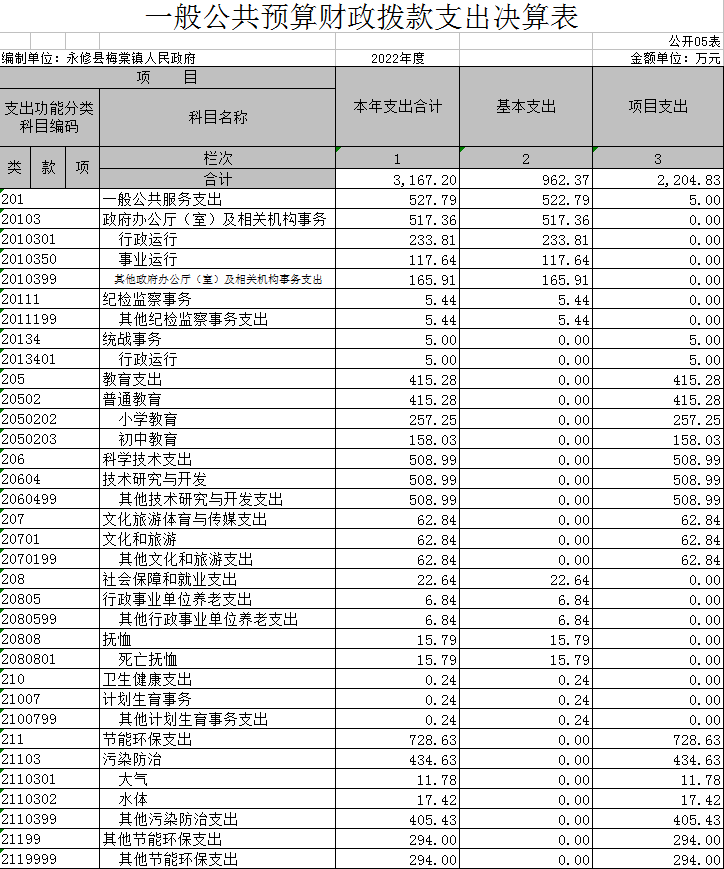 一般公共预算财政拨款支出决算表
公开05表
编制单位：永修县梅棠镇人民政府 2022年度 金额单位：万元
项 目 本年支出合计 基本支出 项目支出
支出功能分类科目编码 科目名称
类 款 项 栏次 1 2 3
合计 3,167.20 962.37 2,204.83
201 一般公共服务支出 527.79 522.79 5.00
20103 政府办公厅（室）及相关机构事务 517.36 517.36 0.00
2010301 行政运行 233.81 233.81 0.00
2010350 事业运行 117.64 117.64 0.00
2010399 其他政府办公厅（室）及相关机构事务支出 165.91 165.91 0.00
20111 纪检监察事务 5.44 5.44 0.00
2011199 其他纪检监察事务支出 5.44 5.44 0.00
20134 统战事务 5.00 0.00 5.00
2013401 行政运行 5.00 0.00 5.00
205 教育支出 415.28 0.00 415.28
20502 普通教育 415.28 0.00 415.28
2050202 小学教育 257.25 0.00 257.25
2050203 初中教育 158.03 0.00 158.03
206 科学技术支出 508.99 0.00 508.99
20604 技术研究与开发 508.99 0.00 508.99
2060499 其他技术研究与开发支出 508.99 0.00 508.99
207 文化旅游体育与传媒支出 62.84 0.00 62.84
20701 文化和旅游 62.84 0.00 62.84
2070199 其他文化和旅游支出 62.84 0.00 62.84
208 社会保障和就业支出 22.64 22.64 0.00
20805 行政事业单位养老支出 6.84 6.84 0.00
2080599 其他行政事业单位养老支出 6.84 6.84 0.00
20808 抚恤 15.79 15.79 0.00
2080801 死亡抚恤 15.79 15.79 0.00
210 卫生健康支出 0.24 0.24 0.00
21007 计划生育事务 0.24 0.24 0.00
2100799 其他计划生育事务支出 0.24 0.24 0.00
211 节能环保支出 728.63 0.00 728.63
21103 污染防治 434.63 0.00 434.63
2110301 大气 11.78 0.00 11.78
2110302 水体 17.42 0.00 17.42
2110399 其他污染防治支出 405.43 0.00 405.43
21199 其他节能环保支出 294.00 0.00 294.00
2119999 其他节能环保支出 294.00 0.00 294.00